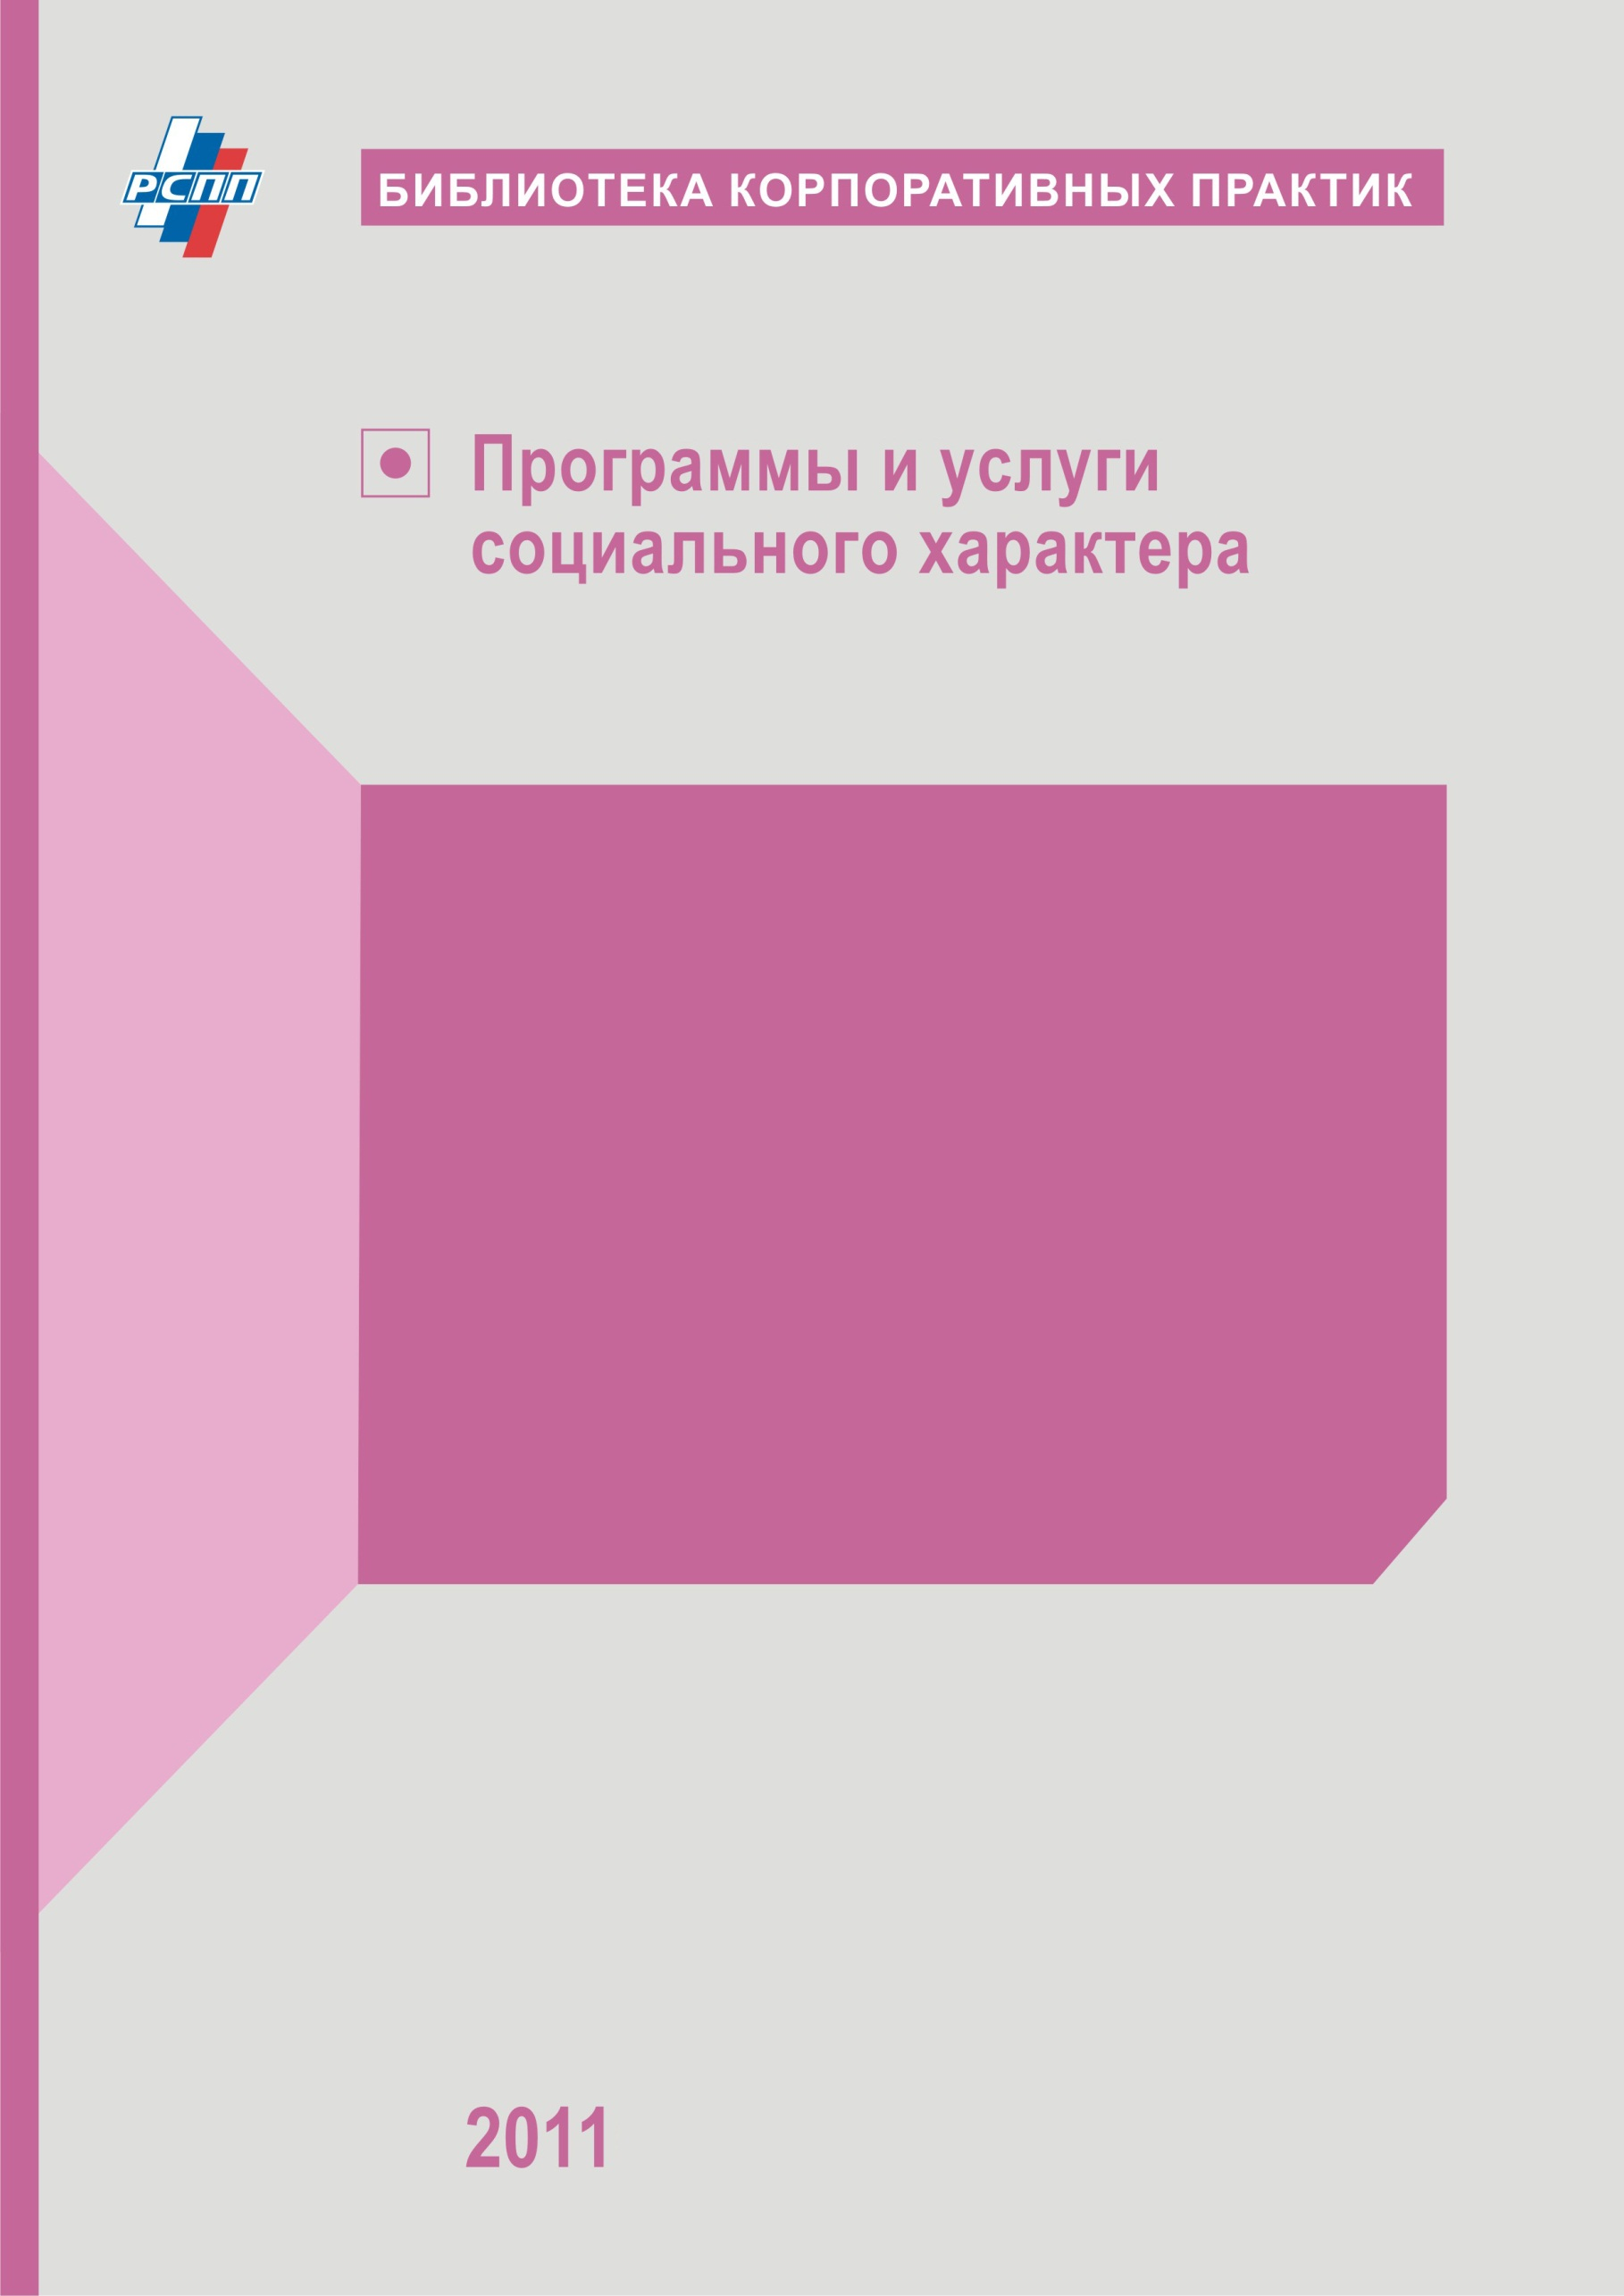 РСПП
БИБЛИОТЕКА КОРПОРАТИВНЫХ ПРАКТИК
Программы и услуги
социального характера
2011